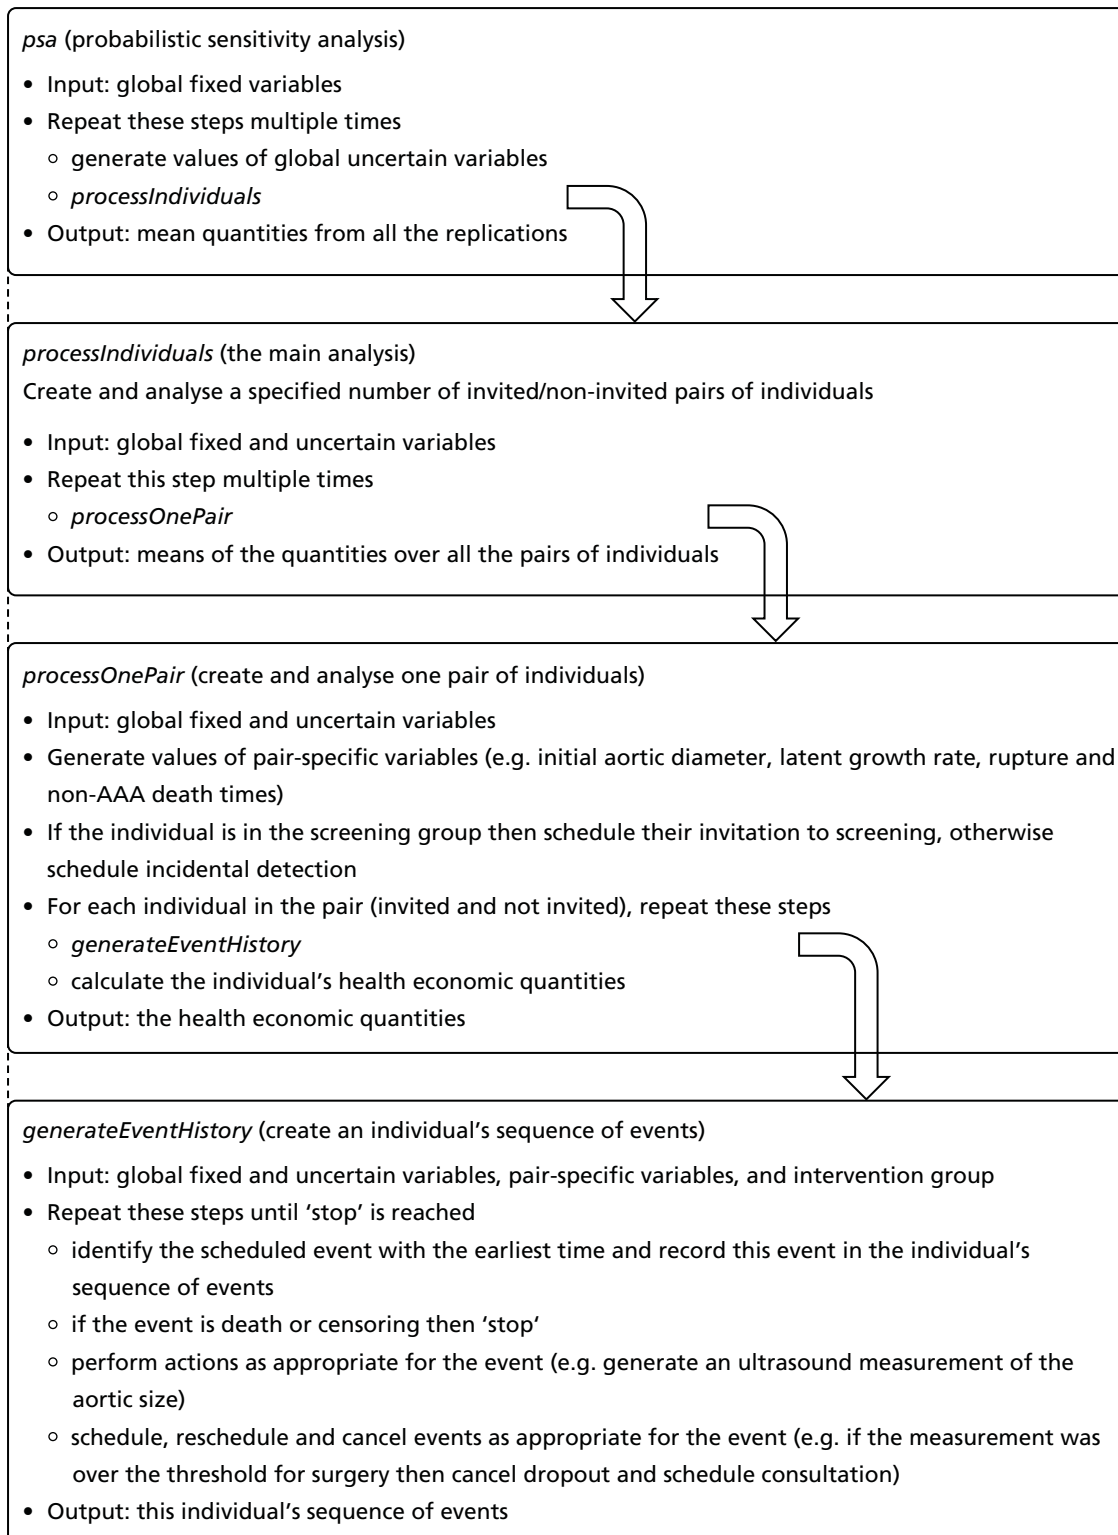 psa (probabilistic sensitivity analysis)
• Input: global fixed variables
• Repeat these steps multiple times
○ generate values of global uncertain variables
○ processIndividuals
• Output: mean quantities from all the replications
processIndividuals (the main analysis)
Create and analyse a specified number of invited/non-invited pairs of individuals
• Input: global fixed and uncertain variables
• Repeat this step multiple times
○ processOnePair
• Output: means of the quantities over all the pairs of individuals
processOnePair (create and analyse one pair of individuals)
• Input: global fixed and uncertain variables
• Generate values of pair-specific variables (e.g. initial aortic diameter, latent growth rate, rupture and
non-AAA death times)
• If the individual is in the screening group then schedule their invitation to screening, otherwise
schedule incidental detection
• For each individual in the pair (invited and not invited), repeat these steps
○ generateEventHistory
○ calculate the individual’s health economic quantities
• Output: the health economic quantities
generateEventHistory (create an individual’s sequence of events)
• Input: global fixed and uncertain variables, pair-specific variables, and intervention group
• Repeat these steps until ‘stop’ is reached
○ identify the scheduled event with the earliest time and record this event in the individual’s
sequence of events
○ if the event is death or censoring then ‘stop‘
○ perform actions as appropriate for the event (e.g. generate an ultrasound measurement of the
aortic size)
○ schedule, reschedule and cancel events as appropriate for the event (e.g. if the measurement was
over the threshold for surgery then cancel dropout and schedule consultation)
• Output: this individual’s sequence of events